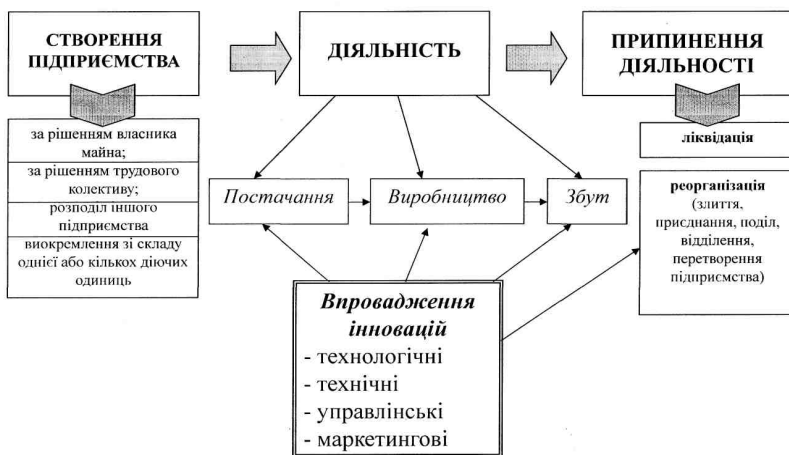 СТВОРЕННЯ
ПІДПРИЄМСТВА
ДІЯЛЬНІСТЬ
ПРИПИНЕННЯ
ДІЯЛЬНОСТІ
за рішенням власника
майна;
за рішенням трудового
колективу;
розподіл іншого
підприємства
виокремлення зі складу
однієї або кількох діючих
одиниць
Постачання
Виробництво
Збут
ліквідація
реорганізація
(злиття,
приєднання, поділ,
відділення,
перетворення
підприємства)
Впровадження
інновацій
- технологічні
- технічні
- управлінські
- маркетингові